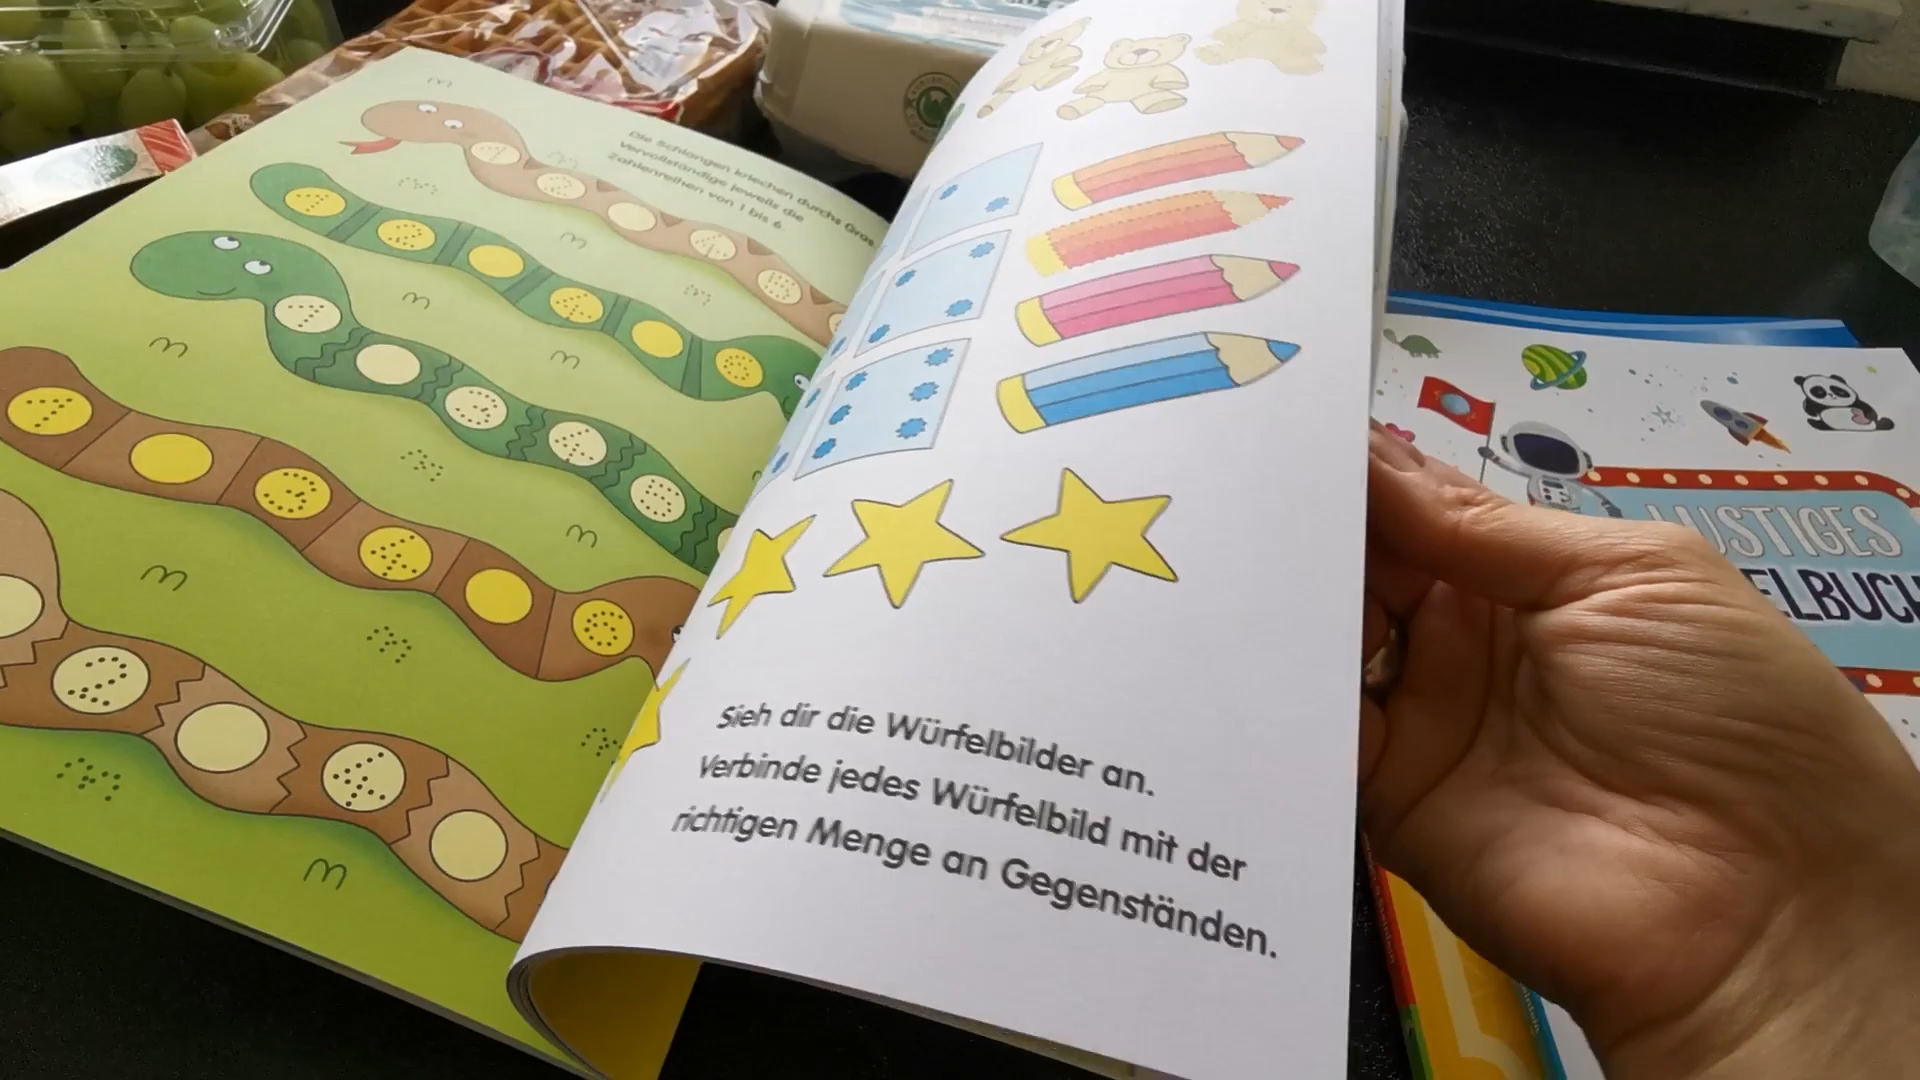 Die Schlangen kriechen durchs Gras.
Vervollständige jeweils die
Zahlenreihen von 1 bis 6.
Sieh dir die Würfelbilder an.
Verbinde jedes Würfelbild mit der
richtigen Menge an Gegenständen.
LUSTIGES